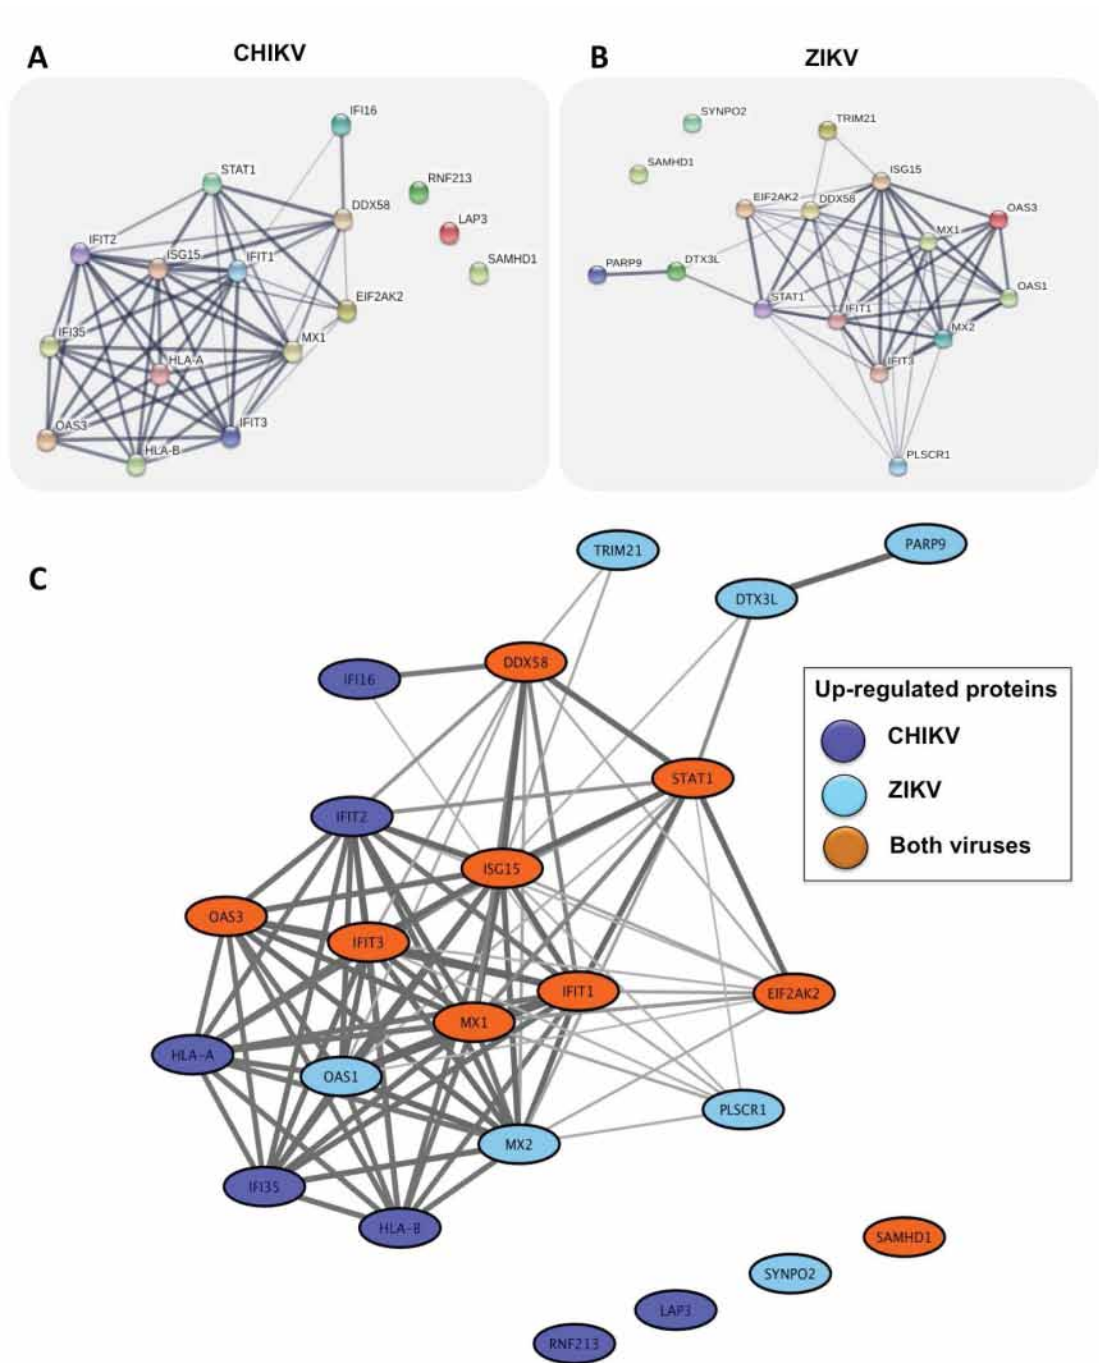 A
CHIKV
B
ZIKV
IFI16
STAT1
RNF213
DDX58
LAP3
IFIT2
ISG15
IFIT1
SAMHD1
EIF2AK2
IFI35
MX1
HLA-A
OAS3
IFIT3
HLA-B
SYNPO2
TRIM21
SAMHD1
ISG15
EIF2AK2
DDX58
OAS3
MX1
PARP9
DTX3L
OAS1
STAT1
IFIT1
MX2
IFIT3
PLSCR1
C
TRIM21
PARP9
DTX3L
DDX58
IFI16
Up-regulated proteins
CHIKV
ZIKV
Both viruses
STAT1
IFIT2
ISG15
OAS3
IFIT3
IFIT1
EIF2AK2
MX1
HLA-A
OAS1
PLSCR1
MX2
IFI35
HLA-B
SAMHD1
SYNPO2
LAP3
RNF213